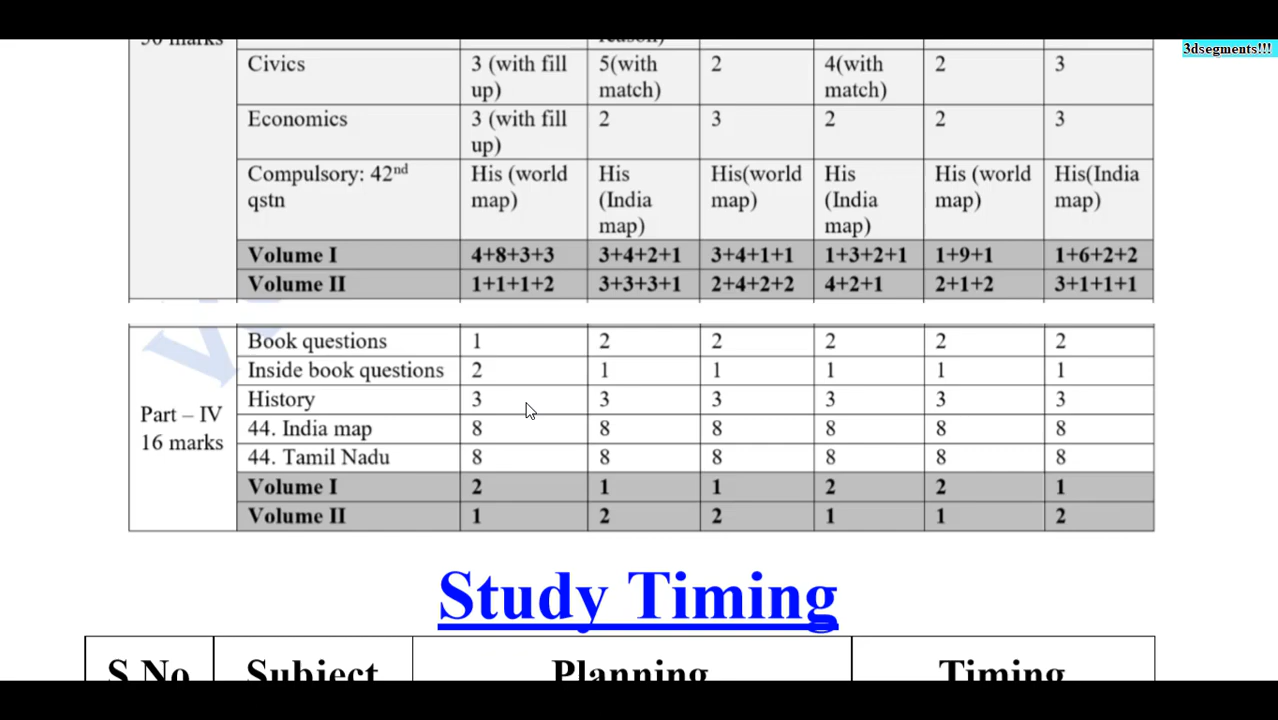 3dsegments!!!
50 marks reason)
Civics 3 (with fill 5(with 2 4(with 2 3
up) match) match)
Economics 3 (with fill 2 3 2 2 3
up)
Compulsory: 42nd His (world His His(world His His (world His(India
qstn map) (India map) (India map) map)
map) map)
Volume I 4+8+3+3 3+4+2+1 3+4+1+1 1+3+2+1 1+9+1 1+6+2+2
Volume II 1+1+1+2 3+3+3+1 2+4+2+2 4+2+1 2+1+2 3+1+1+1
Book questions 1 2 2 2 2 2
Inside book questions 2 1 1 1 1 1
Part – IV History 3 3 3 3 3 3
16 marks 44. India map 8 8 8 8 8 8
44. Tamil Nadu 8 8 8 8 8 8
Volume I 2 1 1 2 2 1
Volume II 1 2 2 1 1 2
Study Timing
S.No Subject Planning Timing